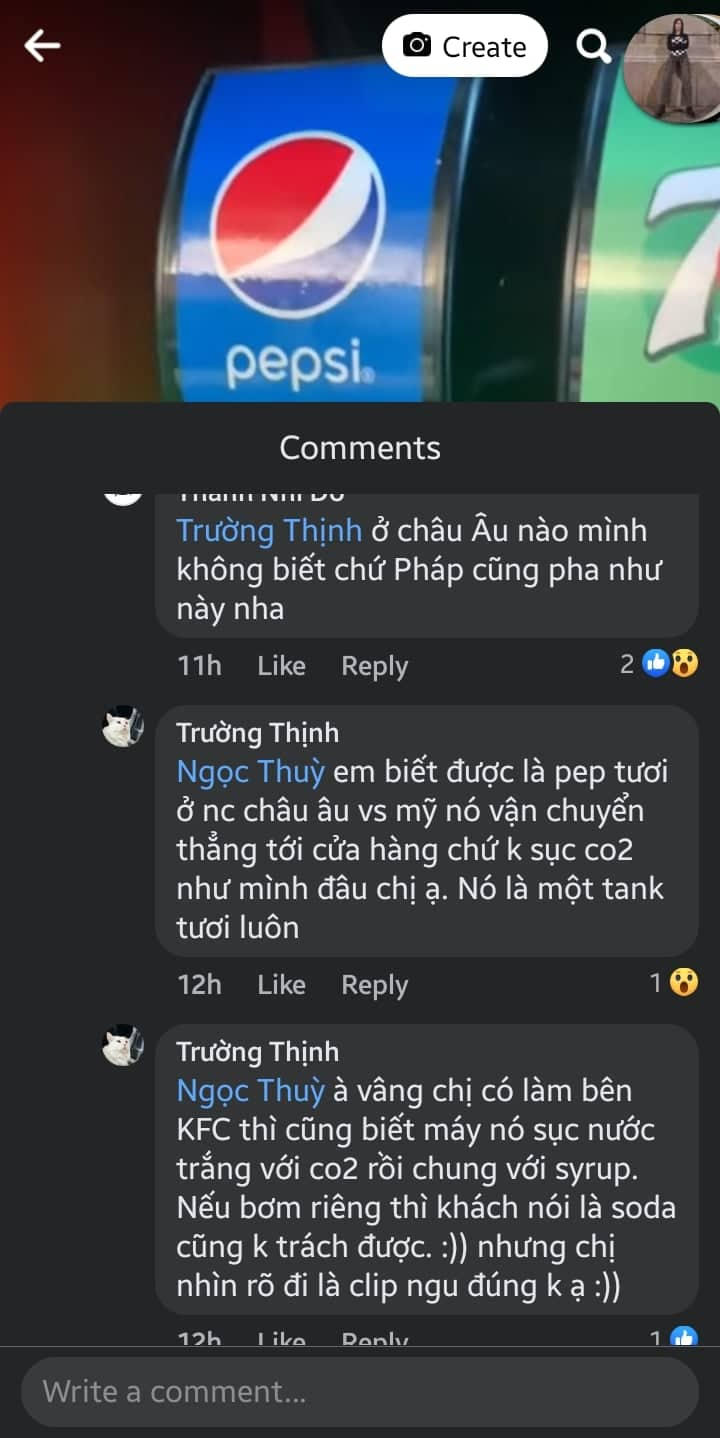 Create
pepsi
7
Comments
Trường Thịnh ở châu Âu nào mình
không biết chứ Pháp cũng pha như
này nha
11h Like Reply 2
Trường Thịnh
Ngọc Thuỳ em biết được là pep tươi
ở nc châu âu vs mỹ nó vận chuyển
thẳng tới cửa hàng chứ k sục co2
như mình đâu chị ạ. Nó là một tank
tươi luôn
12h Like Reply 1
Trường Thịnh
Ngọc Thuỳ à vâng chị có làm bên
KFC thì cũng biết máy nó sục nước
trắng với co2 rồi chung với syrup.
Nếu bơm riêng thì khách nói là soda
cũng k trách được. :)) nhưng chị
nhìn rõ đi là clip ngu đúng k ạ :))
12h Like Reply 1
Write a comment...